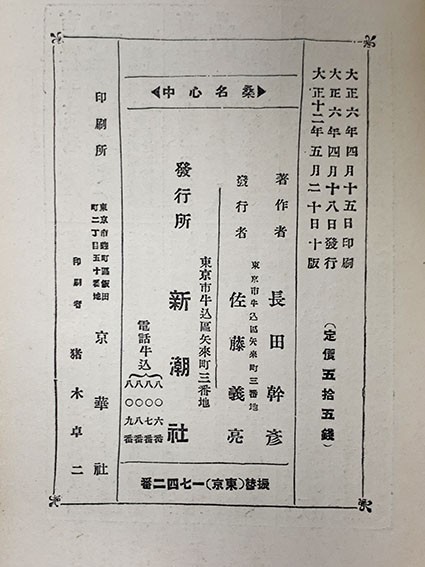 大正六年四月十五日印刷
大正六年四月十八日發行
大正十二年五月二十日十版
(定價五拾五錢)
▶桑名心中◀
著作者 長田幹彦
東京市牛込區矢來町三番地
發行者 佐藤義亮
東京市牛込區矢來町三番地
發行所 新潮社
電話牛込
八〇六番
八〇七番
八〇八番
八〇九番
振替(東京)一七四二番
東京市麹町區飯田
町二丁目五十番地
印刷所 京華社
印刷者 猪木卓二